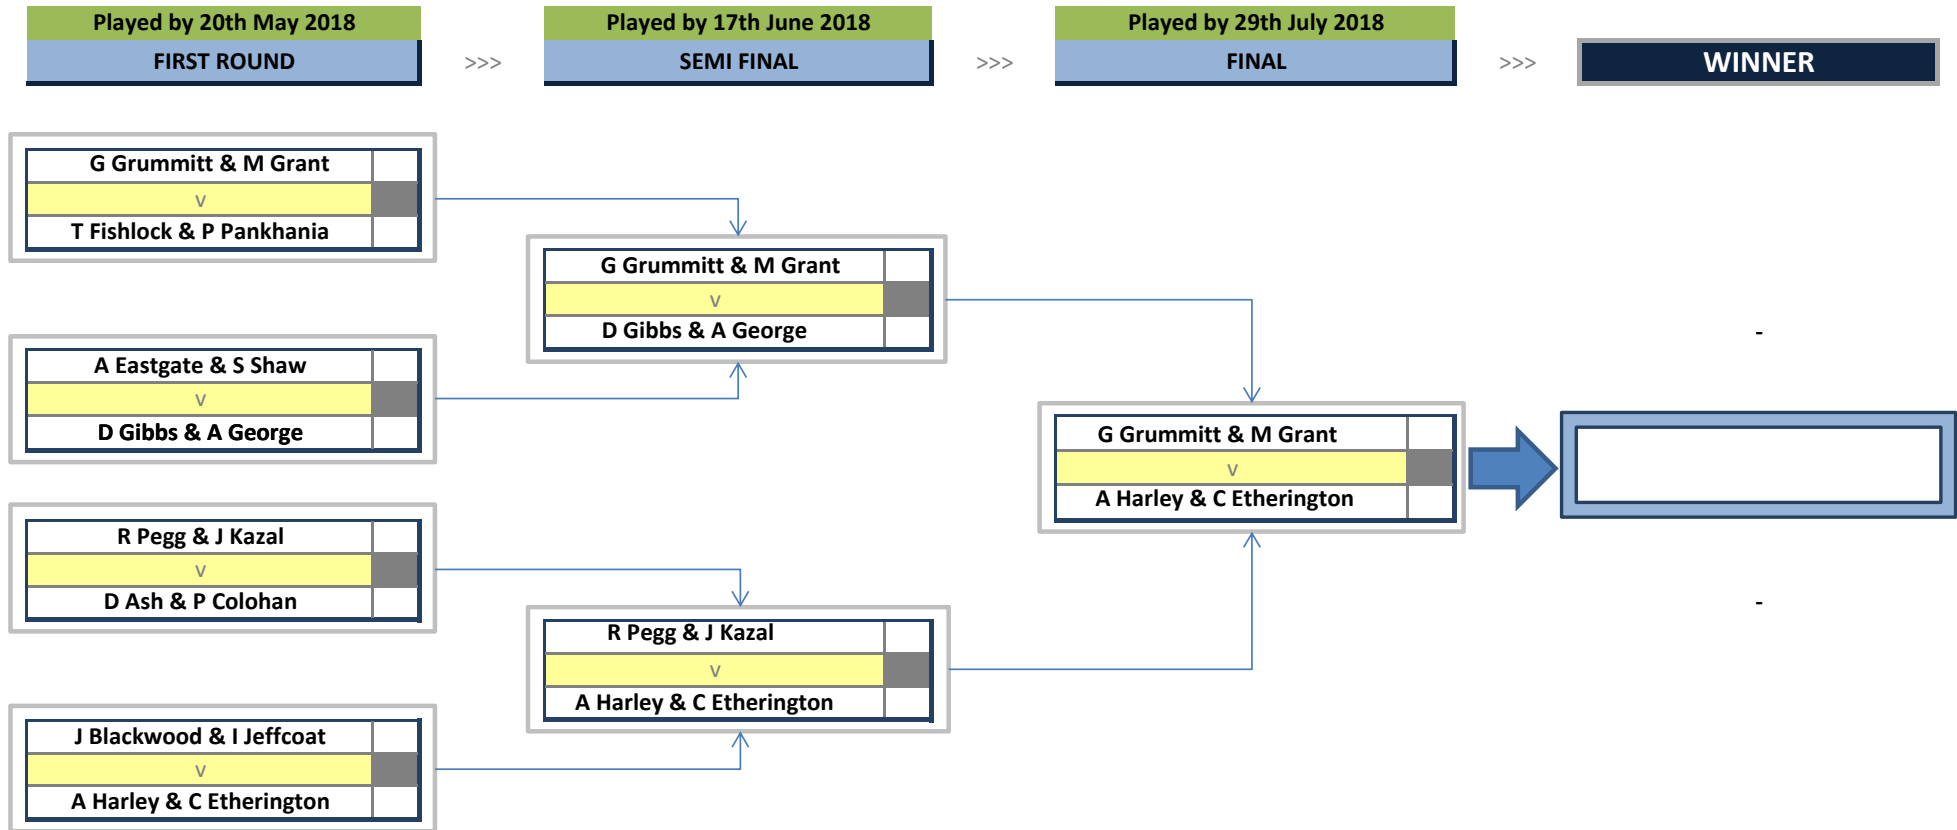 Played by 20th May 2018
Played by 17th June 2018
Played by 29th July 2018
FIRST ROUND
>>>
SEMI FINAL
>>>
FINAL
>>>
WINNER
G Grummitt & M Grant
v
T Fishlock & P Pankhania
A Eastgate & S Shaw
v
D Gibbs & A George
R Pegg & J Kazal
v
D Ash & P Colohan
J Blackwood & I Jeffcoat
v
A Harley & C Etherington
G Grummitt & M Grant
v
D Gibbs & A George
R Pegg & J Kazal
v
A Harley & C Etherington
G Grummitt & M Grant
v
A Harley & C Etherington
-
-